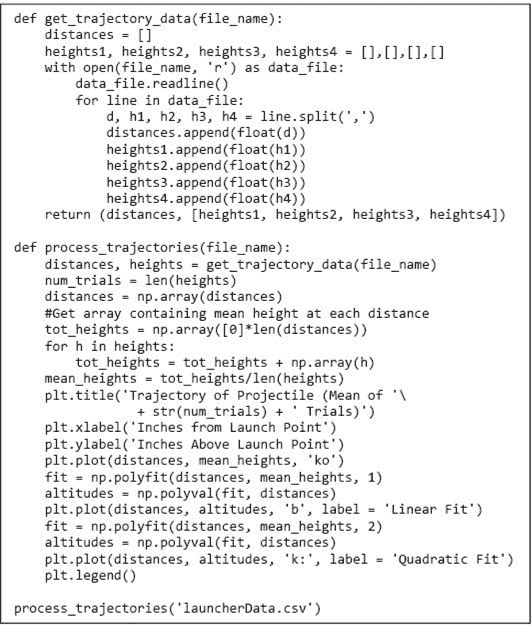 def get_trajectory_data(file_name):
    distances = []
    heights1, heights2, heights3, heights4 = [],[],[],[]
    with open(file_name, 'r') as data_file:
        data_file.readline()
        for line in data_file:
            d, h1, h2, h3, h4 = line.split(',')
            distances.append(float(d))
            heights1.append(float(h1))
            heights2.append(float(h2))
            heights3.append(float(h3))
            heights4.append(float(h4))
    return (distances, [heights1, heights2, heights3, heights4])

def process_trajectories(file_name):
    distances, heights = get_trajectory_data(file_name)
    num_trials = len(heights)
    distances = np.array(distances)
    #Get array containing mean height at each distance
    tot_heights = np.array([0]*len(distances))
    for h in heights:
        tot_heights = tot_heights + np.array(h)
    mean_heights = tot_heights/len(heights)
    plt.title('Trajectory of Projectile (Mean of '\
              + str(num_trials) + ' Trials)')
    plt.xlabel('Inches from Launch Point')
    plt.ylabel('Inches Above Launch Point')
    plt.plot(distances, mean_heights, 'ko')
    fit = np.polyfit(distances, mean_heights, 1)
    altitudes = np.polyval(fit, distances)
    plt.plot(distances, altitudes, 'b', label = 'Linear Fit')
    fit = np.polyfit(distances, mean_heights, 2)
    altitudes = np.polyval(fit, distances)
    plt.plot(distances, altitudes, 'k:', label = 'Quadratic Fit')
    plt.legend()

process_trajectories('launcherData.csv')